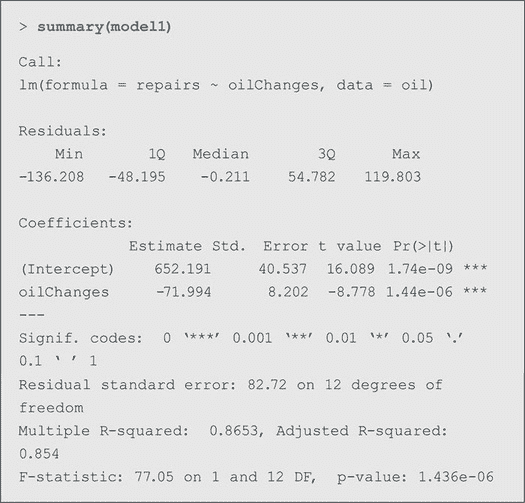 > summary(model1)
Call:
lm(formula = repairs ~ oilChanges, data = oil)
Residuals:
Min 1Q Median 3Q Max
-136.208 -48.195 -0.211 54.782 119.803
Coefficients:
Estimate Std. Error t value Pr(>|t|)
(Intercept) 652.191 40.537 16.089 1.74e-09 ***
oilChanges -71.994 8.202 -8.778 1.44e-06 ***
---
Signif. codes: 0 ‘***’ 0.001 ‘**’ 0.01 ‘*’ 0.05 ‘.’
0.1 ‘ ’ 1
Residual standard error: 82.72 on 12 degrees of
freedom
Multiple R-squared: 0.8653, Adjusted R-squared:
0.854
F-statistic: 77.05 on 1 and 12 DF, p-value: 1.436e-06